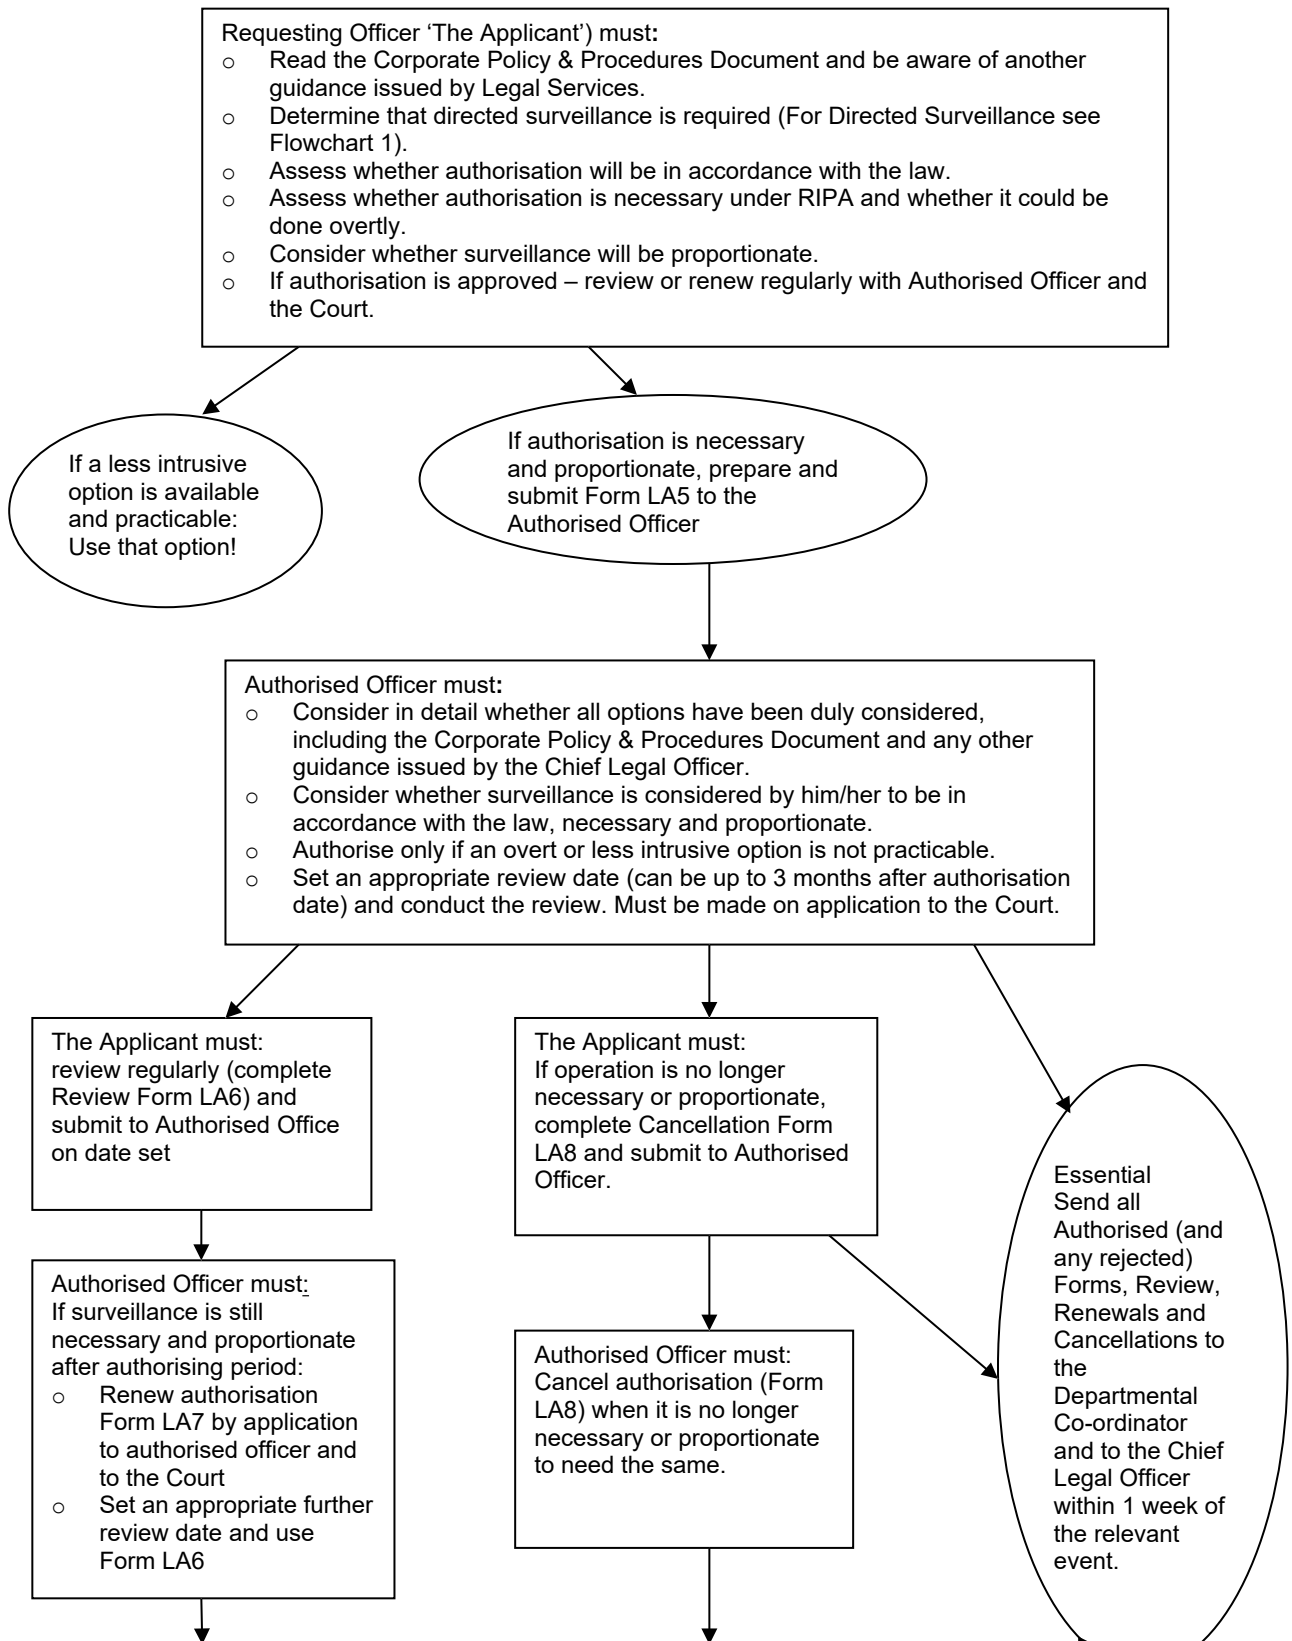 Requesting Officer ‘The Applicant’) must:
o Read the Corporate Policy & Procedures Document and be aware of another
guidance issued by Legal Services.
o Determine that directed surveillance is required (For Directed Surveillance see
Flowchart 1).
o Assess whether authorisation will be in accordance with the law.
o Assess whether authorisation is necessary under RIPA and whether it could be
done overtly.
o Consider whether surveillance will be proportionate.
o If authorisation is approved – review or renew regularly with Authorised Officer and
the Court.
If a less intrusive
option is available
and practicable:
Use that option!
If authorisation is necessary
and proportionate, prepare and
submit Form LA5 to the
Authorised Officer
Authorised Officer must:
o Consider in detail whether all options have been duly considered,
including the Corporate Policy & Procedures Document and any other
guidance issued by the Chief Legal Officer.
o Consider whether surveillance is considered by him/her to be in
accordance with the law, necessary and proportionate.
o Authorise only if an overt or less intrusive option is not practicable.
o Set an appropriate review date (can be up to 3 months after authorisation
date) and conduct the review. Must be made on application to the Court.
The Applicant must:
review regularly (complete
Review Form LA6) and
submit to Authorised Office
on date set
The Applicant must:
If operation is no longer
necessary or proportionate,
complete Cancellation Form
LA8 and submit to Authorised
Officer.
Authorised Officer must:
If surveillance is still
necessary and proportionate
after authorising period:
o Renew authorisation
Form LA7 by application
to authorised officer and
to the Court
o Set an appropriate further
review date and use
Form LA6
Authorised Officer must:
Cancel authorisation (Form
LA8) when it is no longer
necessary or proportionate
to need the same.
Essential
Send all
Authorised (and
any rejected)
Forms, Review,
Renewals and
Cancellations to
the
Departmental
Co-ordinator
and to the Chief
Legal Officer
within 1 week of
the relevant
event.